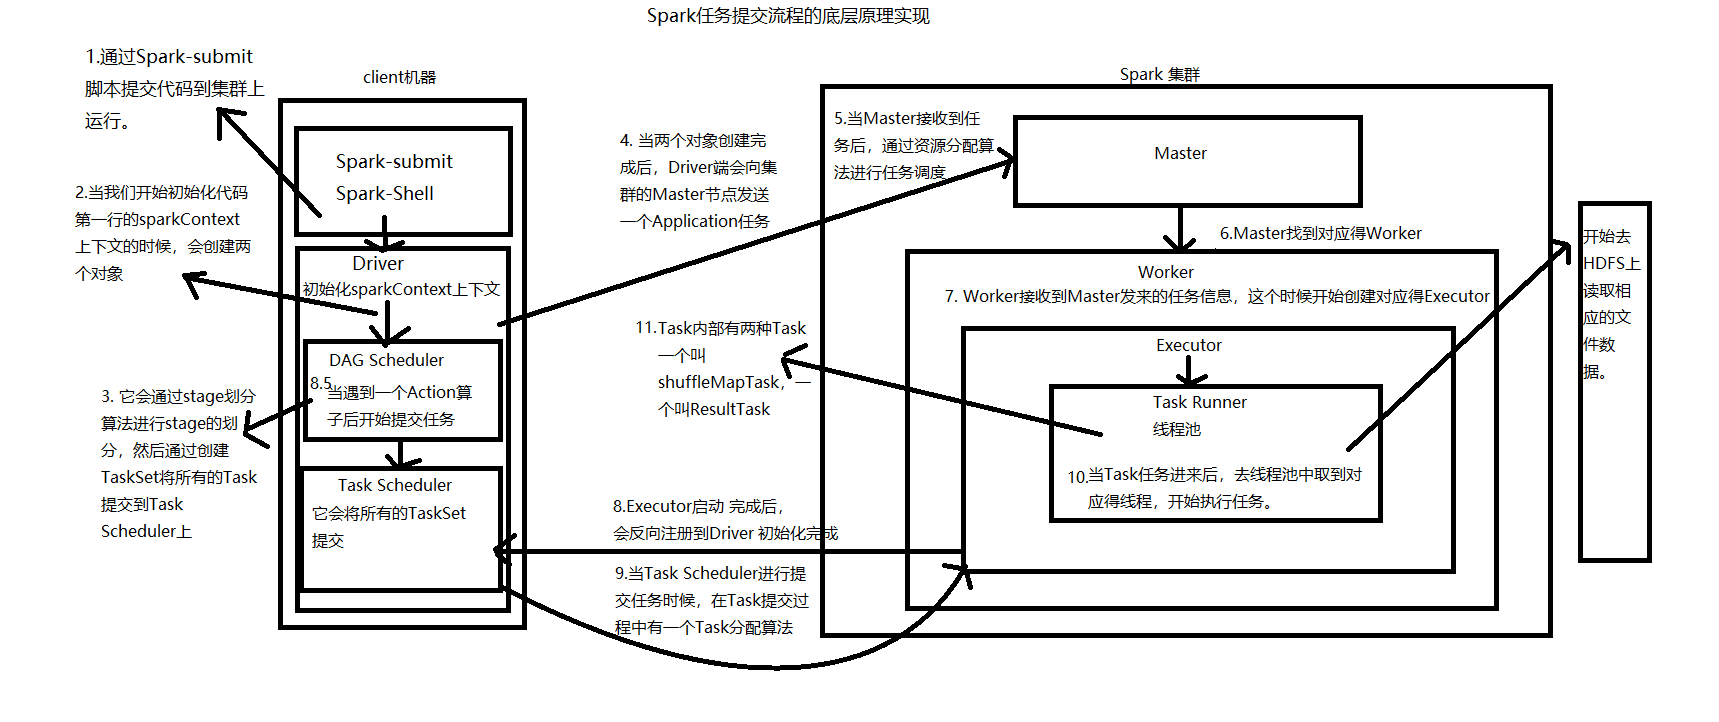 Spark任务提交流程的底层原理实现
1.通过Spark-submit
脚本提交代码到集群上
运行。
client机器
Spark-submit
Spark-Shell
2.当我们开始初始化代码
第一行的sparkContext
上下文的时候，会创建两
个对象
Driver
初始化sparkContext上下文
DAG Scheduler
8.5
当遇到一个Action算
子后开始提交任务
3. 它会通过stage划分
算法进行stage的划
分，然后通过创建
TaskSet将所有的Task
提交到Task
Scheduler上
Task Scheduler
它会将所有的TaskSet
提交
4. 当两个对象创建完
成后，Driver端会向集
群的Master节点发送
一个Application任务
Spark 集群
5.当Master接收到任
务后，通过资源分配算
法进行任务调度
Master
6.Master找到对应得Worker
Worker
7. Worker接收到Master发来的任务信息，这个时候开始创建对应得Executor
Executor
Task Runner
线程池
10.当Task任务进来后，去线程池中取到对
应得线程，开始执行任务。
11.Task内部有两种Task
一个叫
shuffleMapTask，一
个叫ResultTask
8.Executor启动 完成后，
会反向注册到Driver 初始化完成
9.当Task Scheduler进行提
交任务时候，在Task提交过
程中有一个Task分配算法
开始去
HDFS上
读取相
应的文
件数
据。